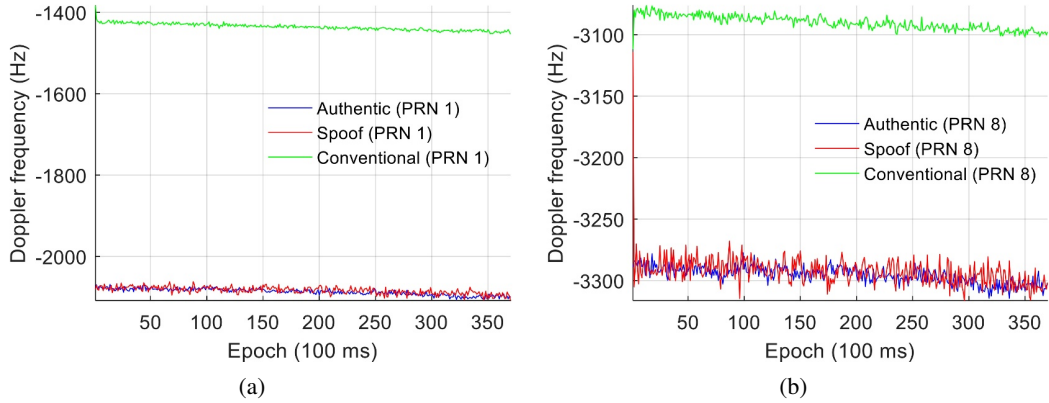 -1400
-1600
-1800
-2000
Doppler frequency (Hz)
Authentic (PRN 1)
Spoof (PRN 1)
Conventional (PRN 1)
50 100 150 200 250 300 350
Epoch (100 ms)
(a)
-3100
-3150
-3200
-3250
-3300
Doppler frequency (Hz)
Authentic (PRN 8)
Spoof (PRN 8)
Conventional (PRN 8)
50 100 150 200 250 300 350
Epoch (100 ms)
(b)